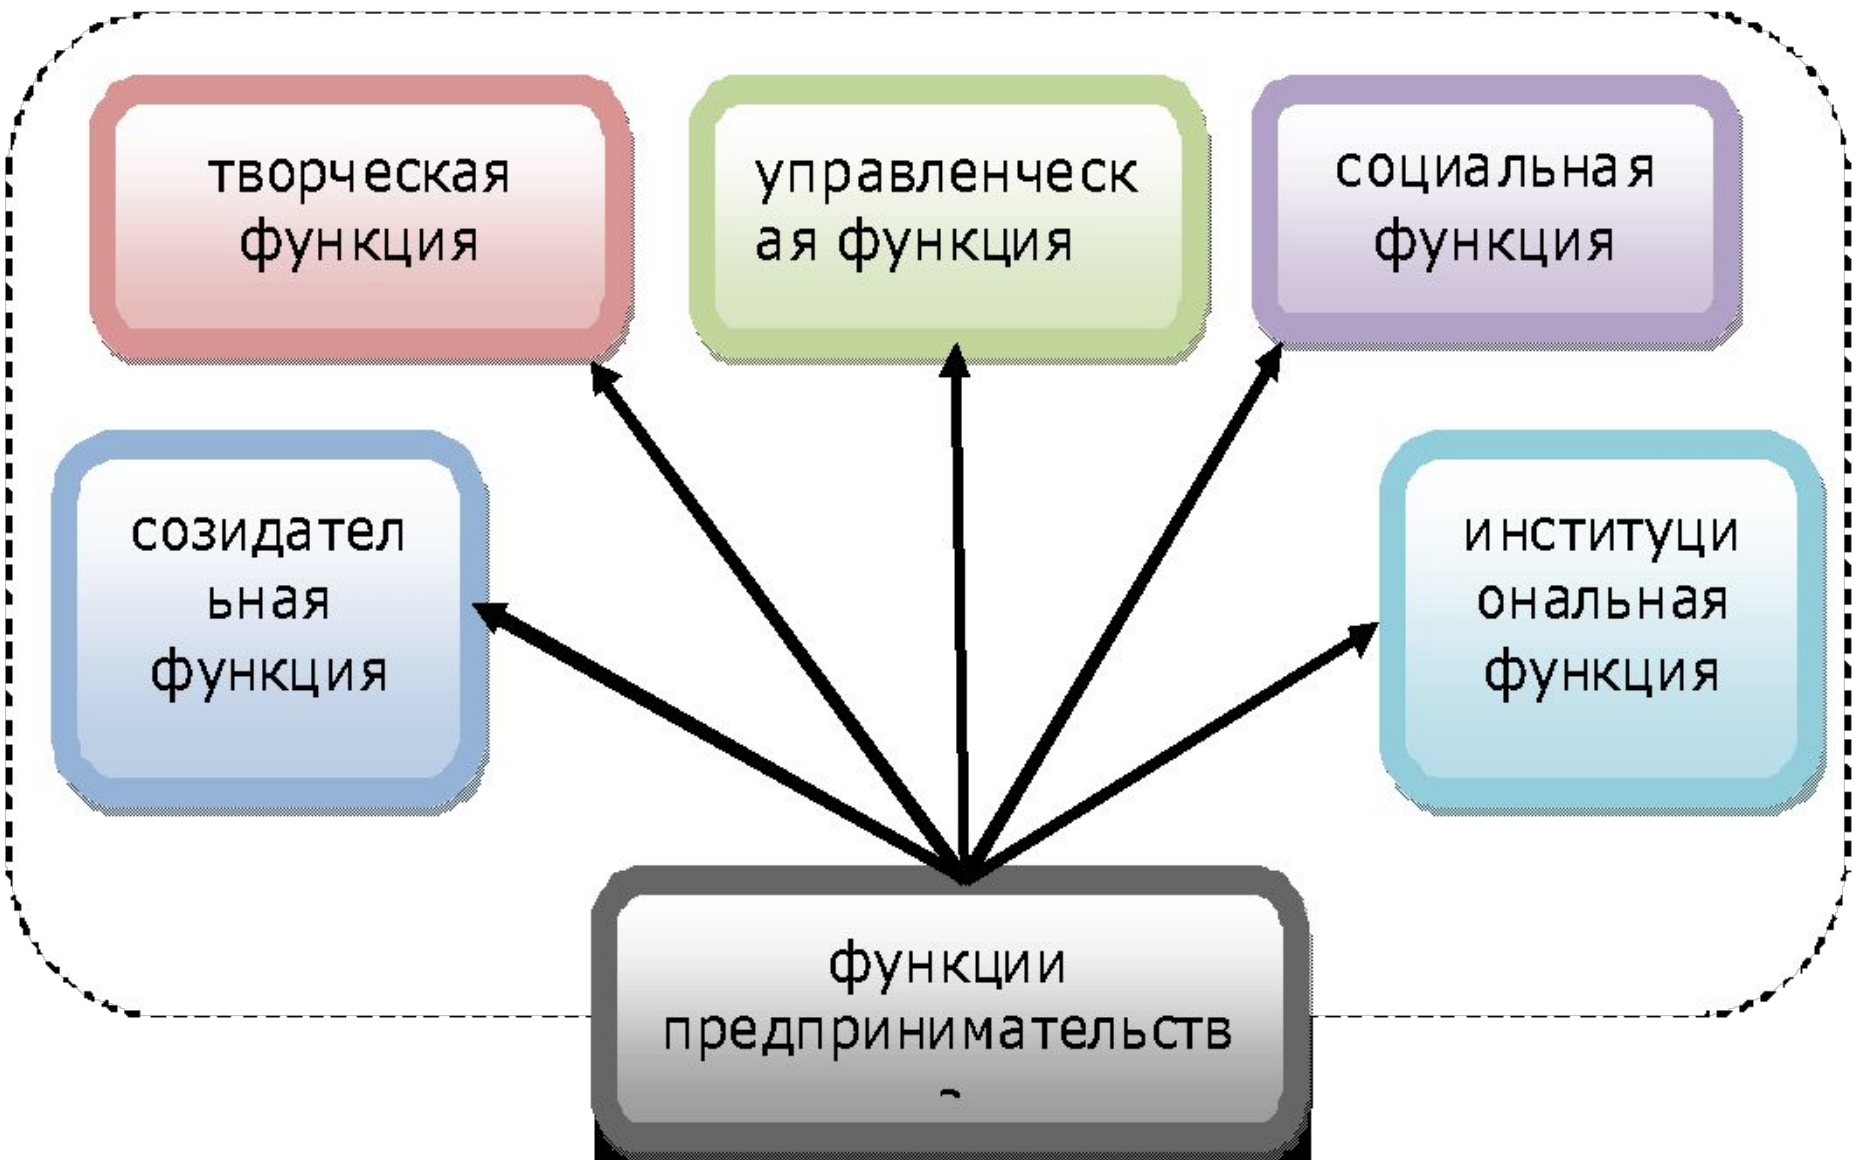 творческая
функция
управленческ
ая функция
социальная
функция
созидател
ьная
функция
институци
ональная
функция
функции
предпринимательств